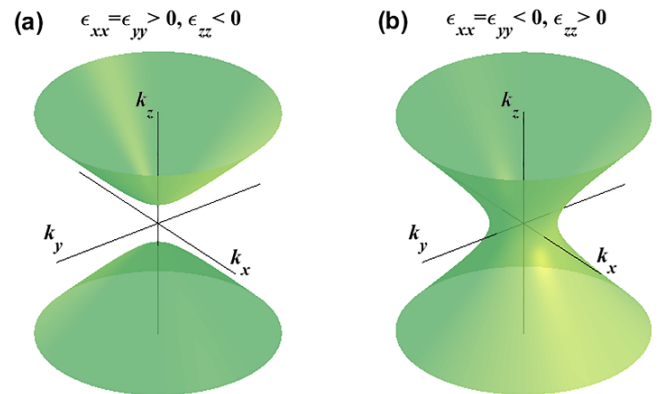 (a) ϵxx=ϵyy > 0, ϵzz < 0
kz
ky
kx
(b) ϵxx=ϵyy < 0, ϵzz > 0
kz
ky
kx